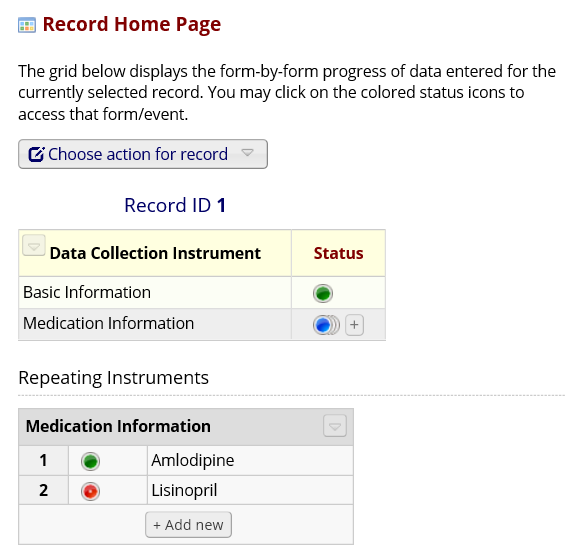 Record Home Page
The grid below displays the form-by-form progress of data entered for the
currently selected record. You may click on the colored status icons to
access that form/event.
Choose action for record
Record ID 1
Data Collection Instrument Status
Basic Information
Medication Information +
Repeating Instruments
Medication Information
1 Amlodipine
2 Lisinopril
+ Add new